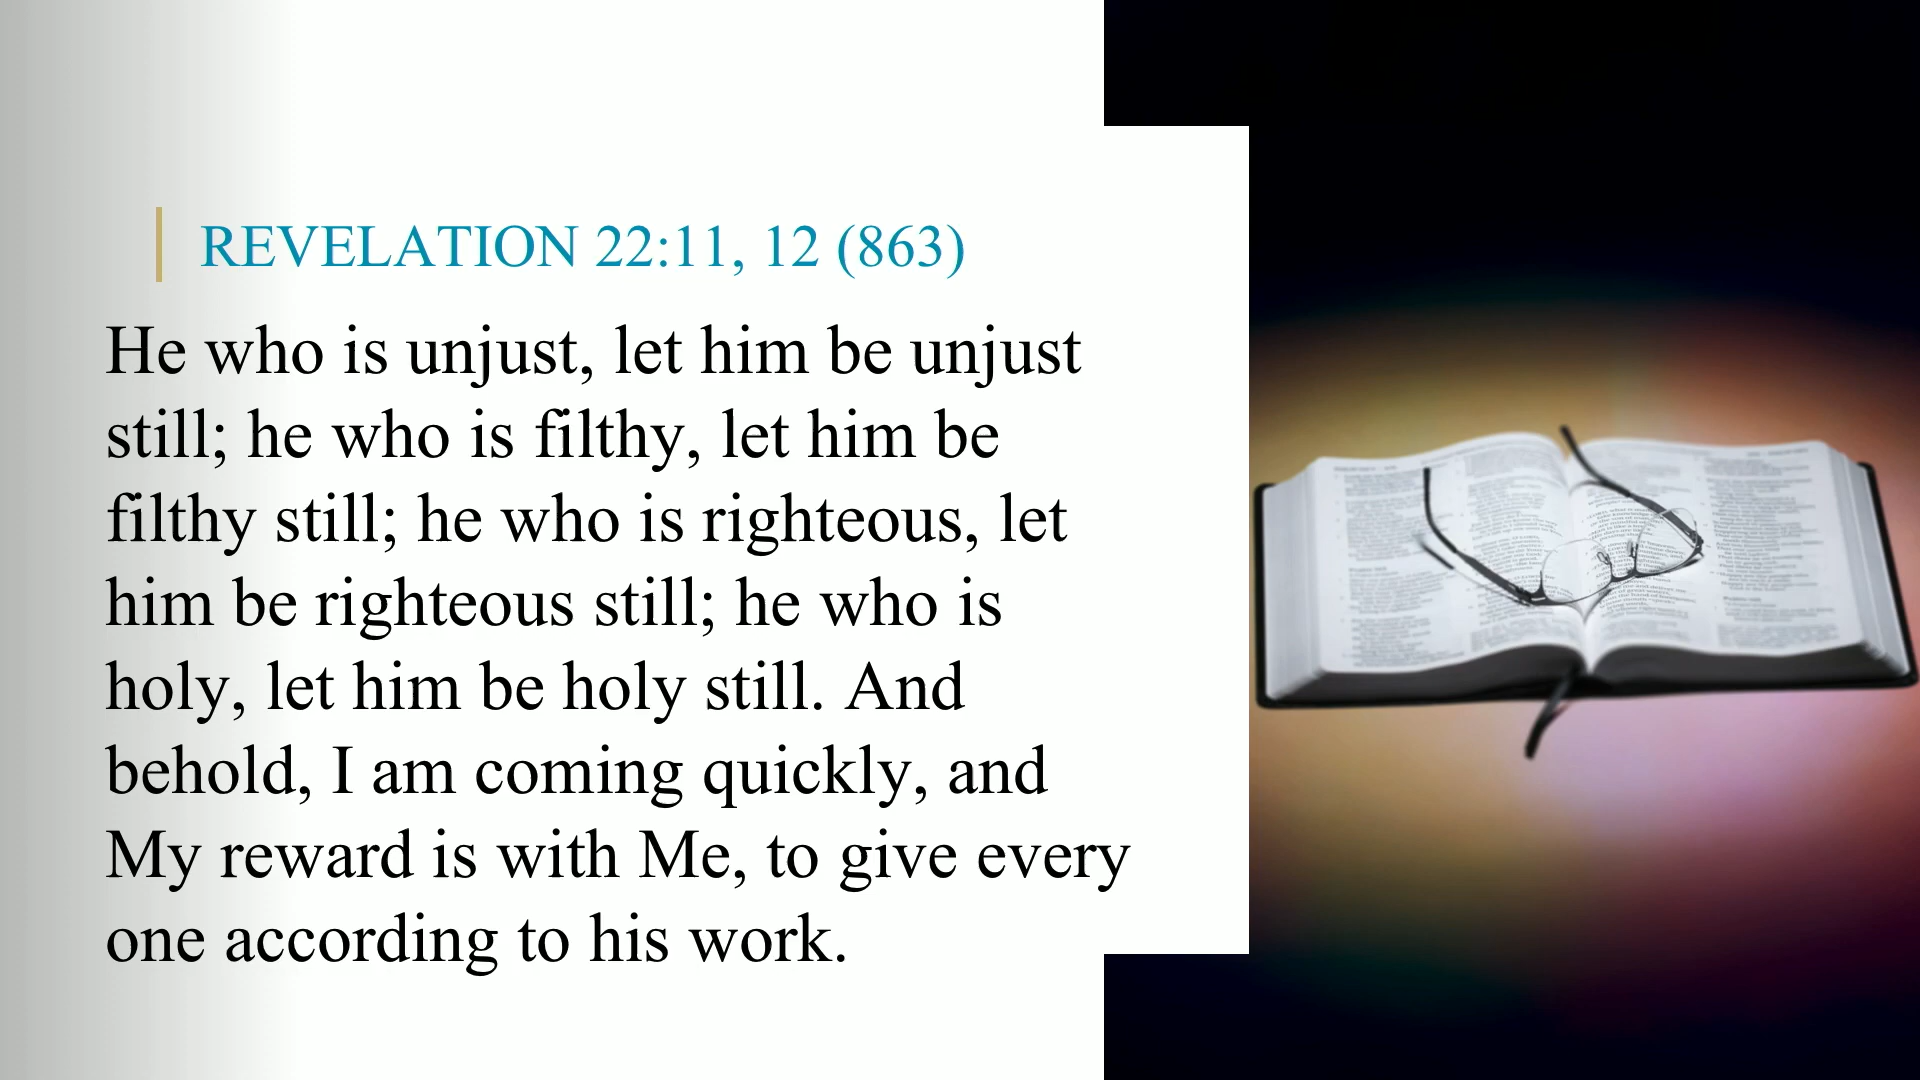 REVELATION 22:11, 12 (863)
He who is unjust, let him be unjust
still; he who is filthy, let him be
filthy still; he who is righteous, let
him be righteous still; he who is
holy, let him be holy still. And
behold, I am coming quickly, and
My reward is with Me, to give every
one according to his work.